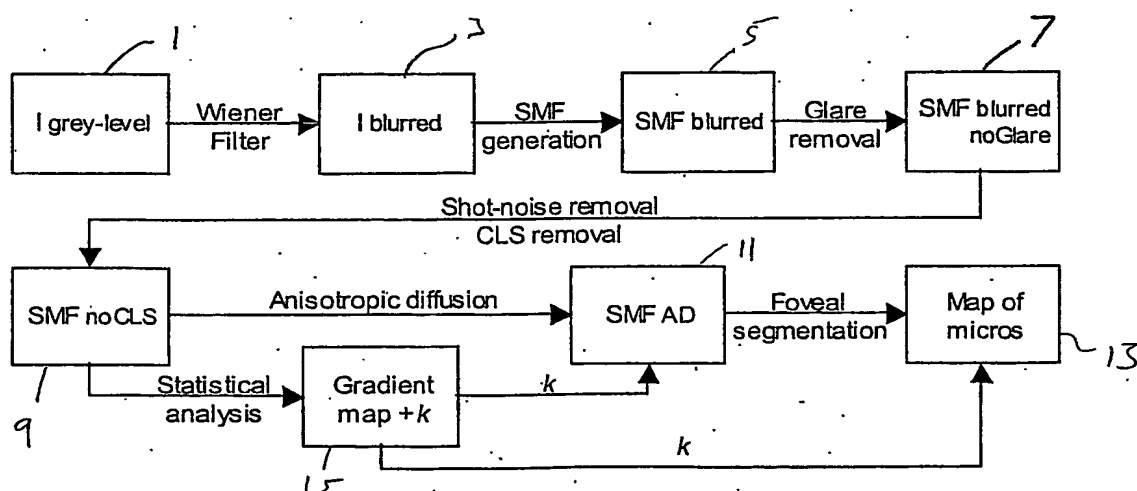 1
3
5
7
I grey-level
Wiener
Filter
I blurred
SMF
generation
SMF blurred
Glare
removal
SMF blurred
noGlare
Shot-noise removal
CLS removal
11
SMF noCLS
Anisotropic diffusion
SMF AD
Foveal
segmentation
Map of
micros
13
9
Statistical
analysis
Gradient
map + k
k
k
15